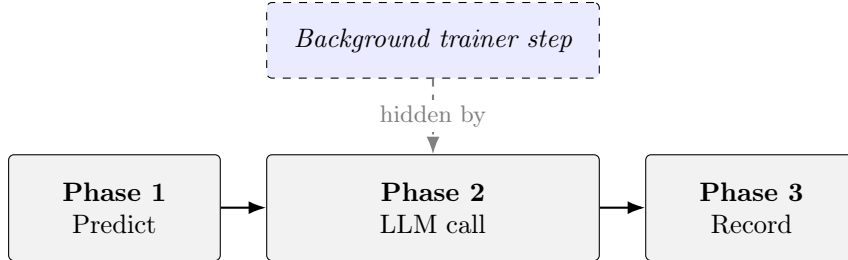 Background trainer step
hidden by
Phase 1
Predict
Phase 2
LLM call
Phase 3
Record